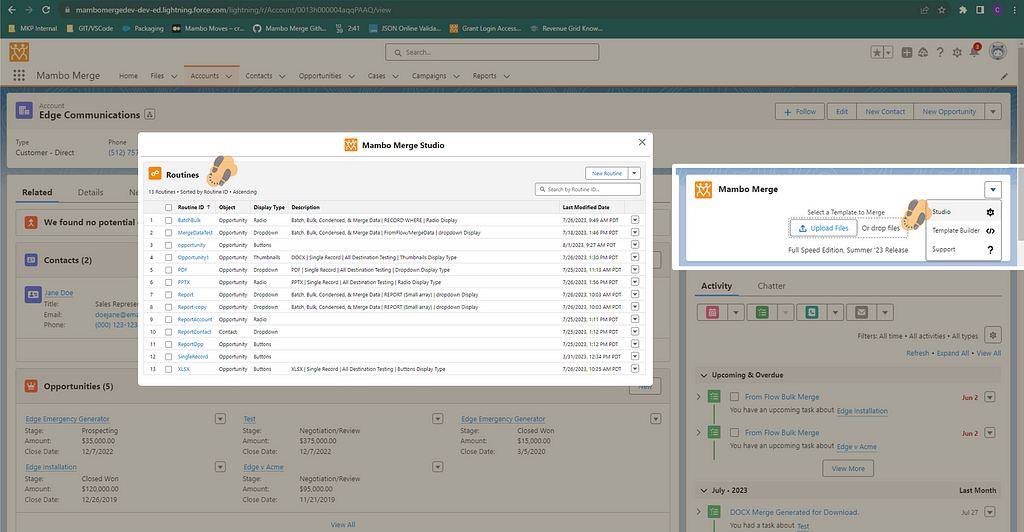 mambomergedev-dev-ed.lightning.force.com/lightning/r/Account/0013h000004aqqPAAQ/view
MKP Internal GIT/VSCode Packaging Mambo Moves – cr... Mambo Merge Gith... 2:41 JSON Online Valida... Grant Login Access... Revenue Grid Know...
Search...
Mambo Merge Home Files Accounts Contacts Opportunities Cases Campaigns Reports
Account
Edge Communications
+ Follow Edit New Contact New Opportunity
Type Phone
Customer - Direct (512) 757
Related Details Ne
We found no potential
Contacts (2)
Jane Doe
Title: Sales Represe
Email: doejane@ema
Phone: (000) 123-123
Mambo Merge Studio
Routines
New Routine
13 Routines • Sorted by Routine ID • Ascending
Search by Routine ID...
Routine ID ↑ Object Display Type Description Last Modified Date
1 BatchBulk Opportunity Radio Batch, Bulk, Condensed, & Merge Data | RECORD WHERE | Radio Display 7/26/2023, 9:49 AM PDT
2 MergeDataTest Opportunity Dropdown Batch, Bulk, Condensed, & Merge Data | FromFlow/MergeData | dropdown Display 7/18/2023, 1:46 PM PDT
3 opportunity Opportunity Buttons 8/1/2023, 9:27 AM PDT
4 Opportunity1 Opportunity Thumbnails DOCX | Single Record | All Destination Testing | Thumbnails Display Type 7/26/2023, 1:30 PM PDT
5 PDF Opportunity Dropdown PDF | Single Record | All Destination Testing | Dropdown Display Type 7/25/2023, 11:13 AM PDT
6 PPTX Opportunity Radio PPTX | Single Record | All Destination Testing | Radio Display Type 7/26/2023, 1:56 PM PDT
7 Report Opportunity Dropdown Batch, Bulk, Condensed, & Merge Data | REPORT (Small array) | dropdown Display 7/26/2023, 10:03 AM PDT
8 Report-copy Opportunity Dropdown Batch, Bulk, Condensed, & Merge Data | REPORT (Small array) | dropdown Display 7/26/2023, 10:03 AM PDT
9 ReportAccount Opportunity Radio 7/25/2023, 1:11 PM PDT
10 ReportContact Contact Dropdown 7/25/2023, 1:12 PM PDT
11 ReportOpp Opportunity Buttons 7/25/2023, 1:12 PM PDT
12 SingleRecord Opportunity Buttons 3/31/2023, 12:34 PM PDT
13 XLSX Opportunity Buttons XLSX | Single Record | All Destination Testing | Buttons Display Type 7/26/2023, 10:25 AM PDT
Mambo Merge
Select a Template to Merge
Upload Files Or drop files
Full Speed Edition, Summer '23 Release
Studio
Template Builder
Support
Opportunities (5)
New
Edge Emergency Generator
Stage: Prospecting
Amount: $35,000.00
Close Date: 12/7/2022
Test
Stage: Negotiation/Review
Amount: $375,000.00
Close Date: 12/7/2022
Edge Emergency Generator
Stage: Closed Won
Amount: $15,000.00
Close Date: 3/5/2020
Edge Installation
Stage: Closed Won
Amount: $120,000.00
Close Date: 12/26/2019
Edge v Acme
Stage: Negotiation/Review
Amount: $95,000.00
Close Date: 11/21/2019
View All
Activity Chatter
Filters: All time • All activities • All types
Refresh • Expand All • View All
Upcoming & Overdue
From Flow Bulk Merge Jun 2
You have an upcoming task about Edge Installation
From Flow Bulk Merge Jun 2
You have an upcoming task about Edge v Acme
View More
July • 2023 Last Month
DOCX Merge Generated for Download. Jul 27
You had a task about Test